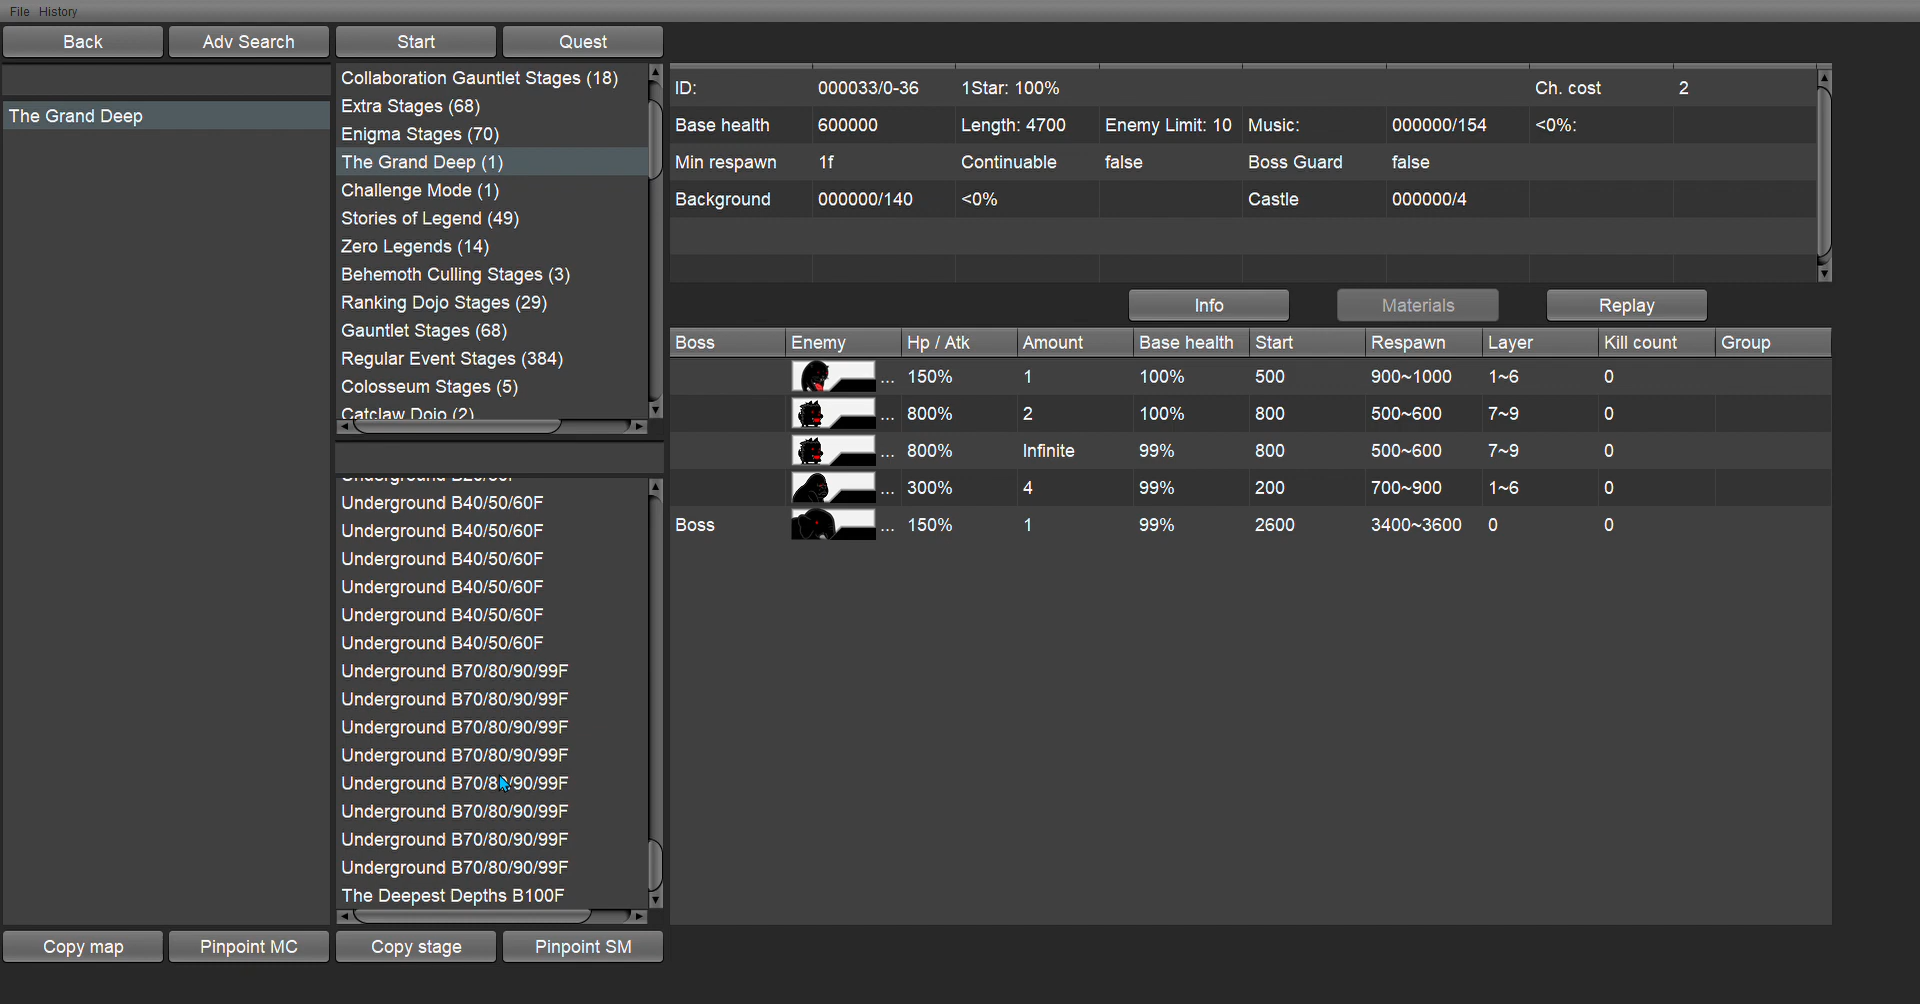 File History
Back Adv Search Start Quest
The Grand Deep
Collaboration Gauntlet Stages (18)
Extra Stages (68)
Enigma Stages (70)
The Grand Deep (1)
Challenge Mode (1)
Stories of Legend (49)
Zero Legends (14)
Behemoth Culling Stages (3)
Ranking Dojo Stages (29)
Gauntlet Stages (68)
Regular Event Stages (384)
Colosseum Stages (5)
Catclaw Dojo (2)
Underground B40/50/60F
Underground B40/50/60F
Underground B40/50/60F
Underground B40/50/60F
Underground B40/50/60F
Underground B40/50/60F
Underground B70/80/90/99F
Underground B70/80/90/99F
Underground B70/80/90/99F
Underground B70/80/90/99F
Underground B70/80/90/99F
Underground B70/80/90/99F
Underground B70/80/90/99F
Underground B70/80/90/99F
The Deepest Depths B100F
ID: 000033/0-36 1Star: 100% Ch. cost 2
Base health 600000 Length: 4700 Enemy Limit: 10 Music: 000000/154 <0%:
Min respawn 1f Continuable false Boss Guard false
Background 000000/140 <0% Castle 000000/4
Info Materials Replay
Boss Enemy Hp / Atk Amount Base health Start Respawn Layer Kill count Group
... 150% 1 100% 500 900~1000 1~6 0
... 800% 2 100% 800 500~600 7~9 0
... 800% Infinite 99% 800 500~600 7~9 0
... 300% 4 99% 200 700~900 1~6 0
Boss ... 150% 1 99% 2600 3400~3600 0 0
Copy map Pinpoint MC Copy stage Pinpoint SM